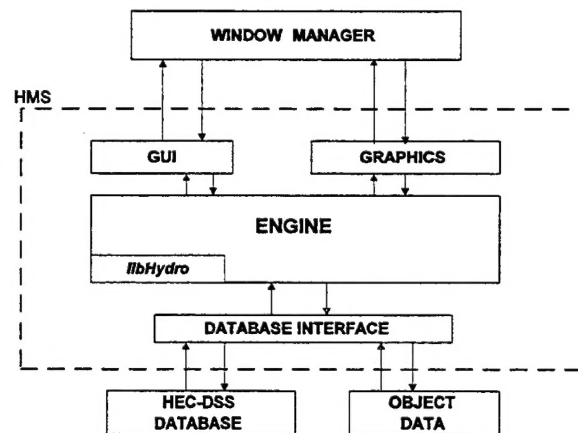 WINDOW MANAGER
HMS
GUI
GRAPHICS
ENGINE
libHydro
DATABASE INTERFACE
HEC-DSS
DATABASE
OBJECT
DATA